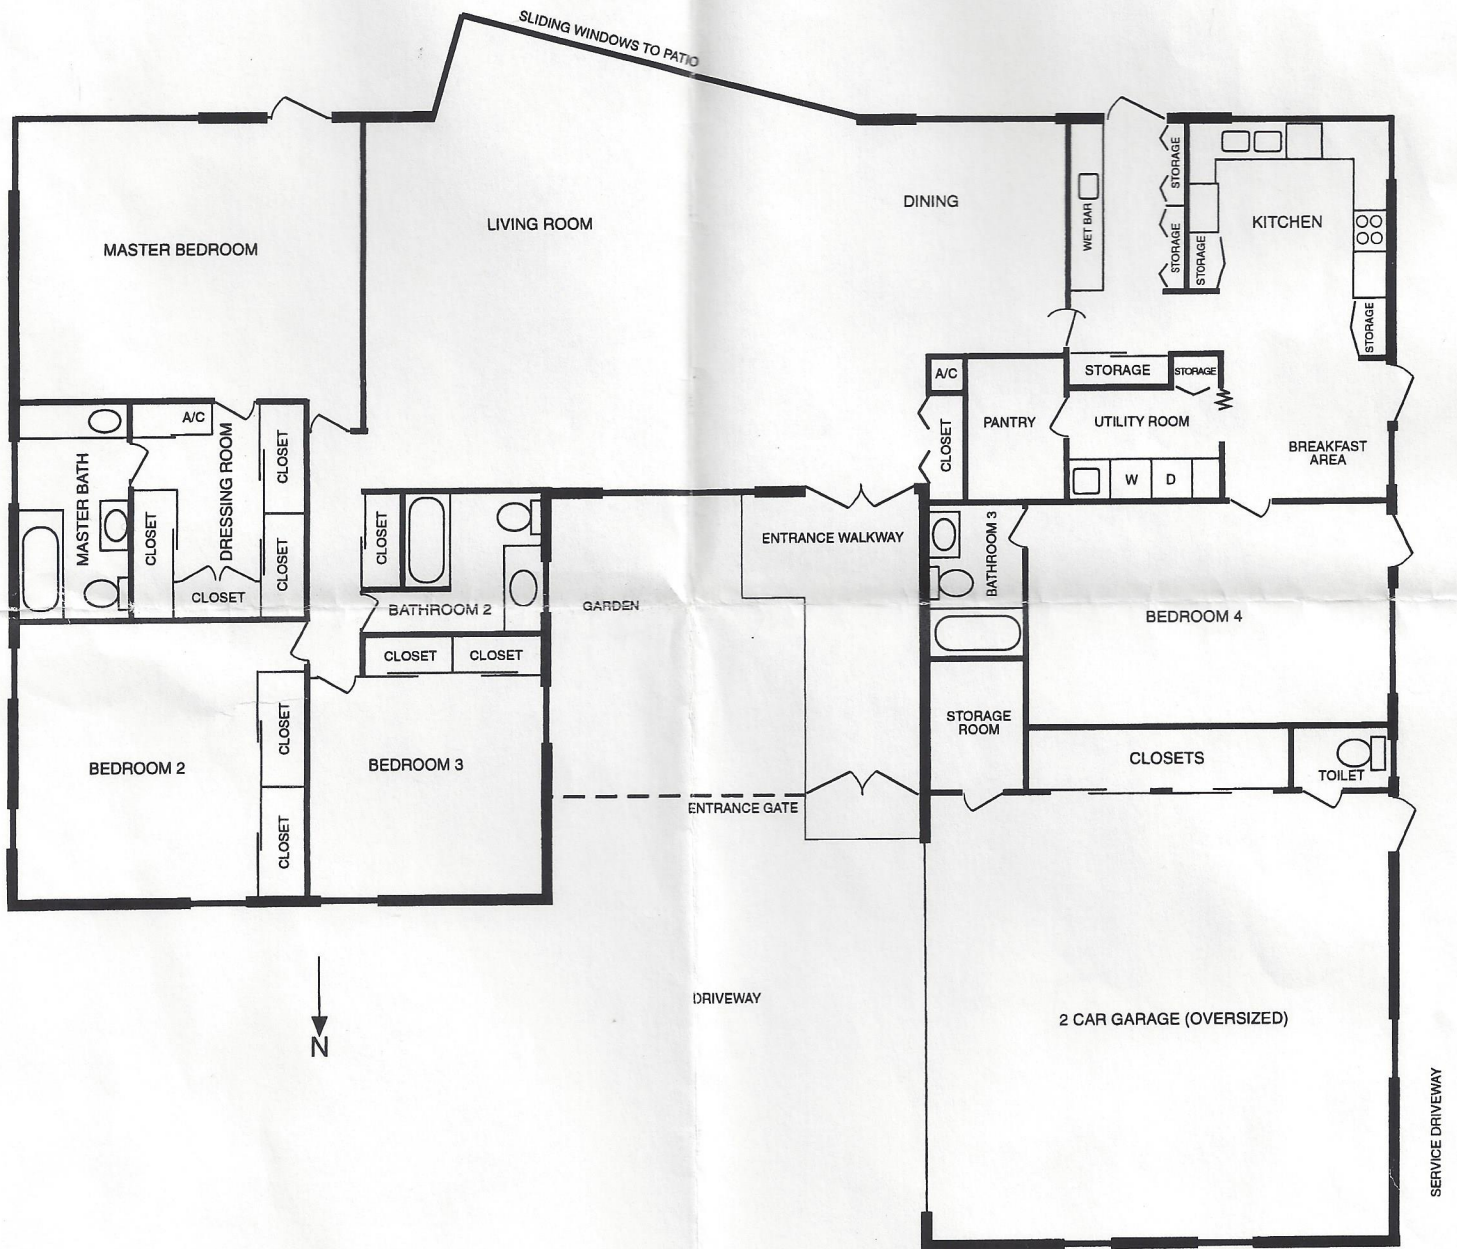 SLIDING WINDOWS TO PATIO
MASTER BEDROOM
LIVING ROOM
DINING
WET BAR
STORAGE
STORAGE
STORAGE
KITCHEN
STORAGE
A/C
CLOSET
PANTRY
STORAGE
STORAGE
UTILITY ROOM
W
D
BREAKFAST
AREA
A/C
MASTER BATH
DRESSING ROOM
CLOSET
CLOSET
CLOSET
CLOSET
CLOSET
BATHROOM 2
CLOSET
CLOSET
GARDEN
ENTRANCE WALKWAY
BATHROOM 3
BEDROOM 4
STORAGE
ROOM
CLOSETS
TOILET
BEDROOM 2
CLOSET
CLOSET
BEDROOM 3
ENTRANCE GATE
N
DRIVEWAY
2 CAR GARAGE (OVERSIZED)
SERVICE DRIVEWAY